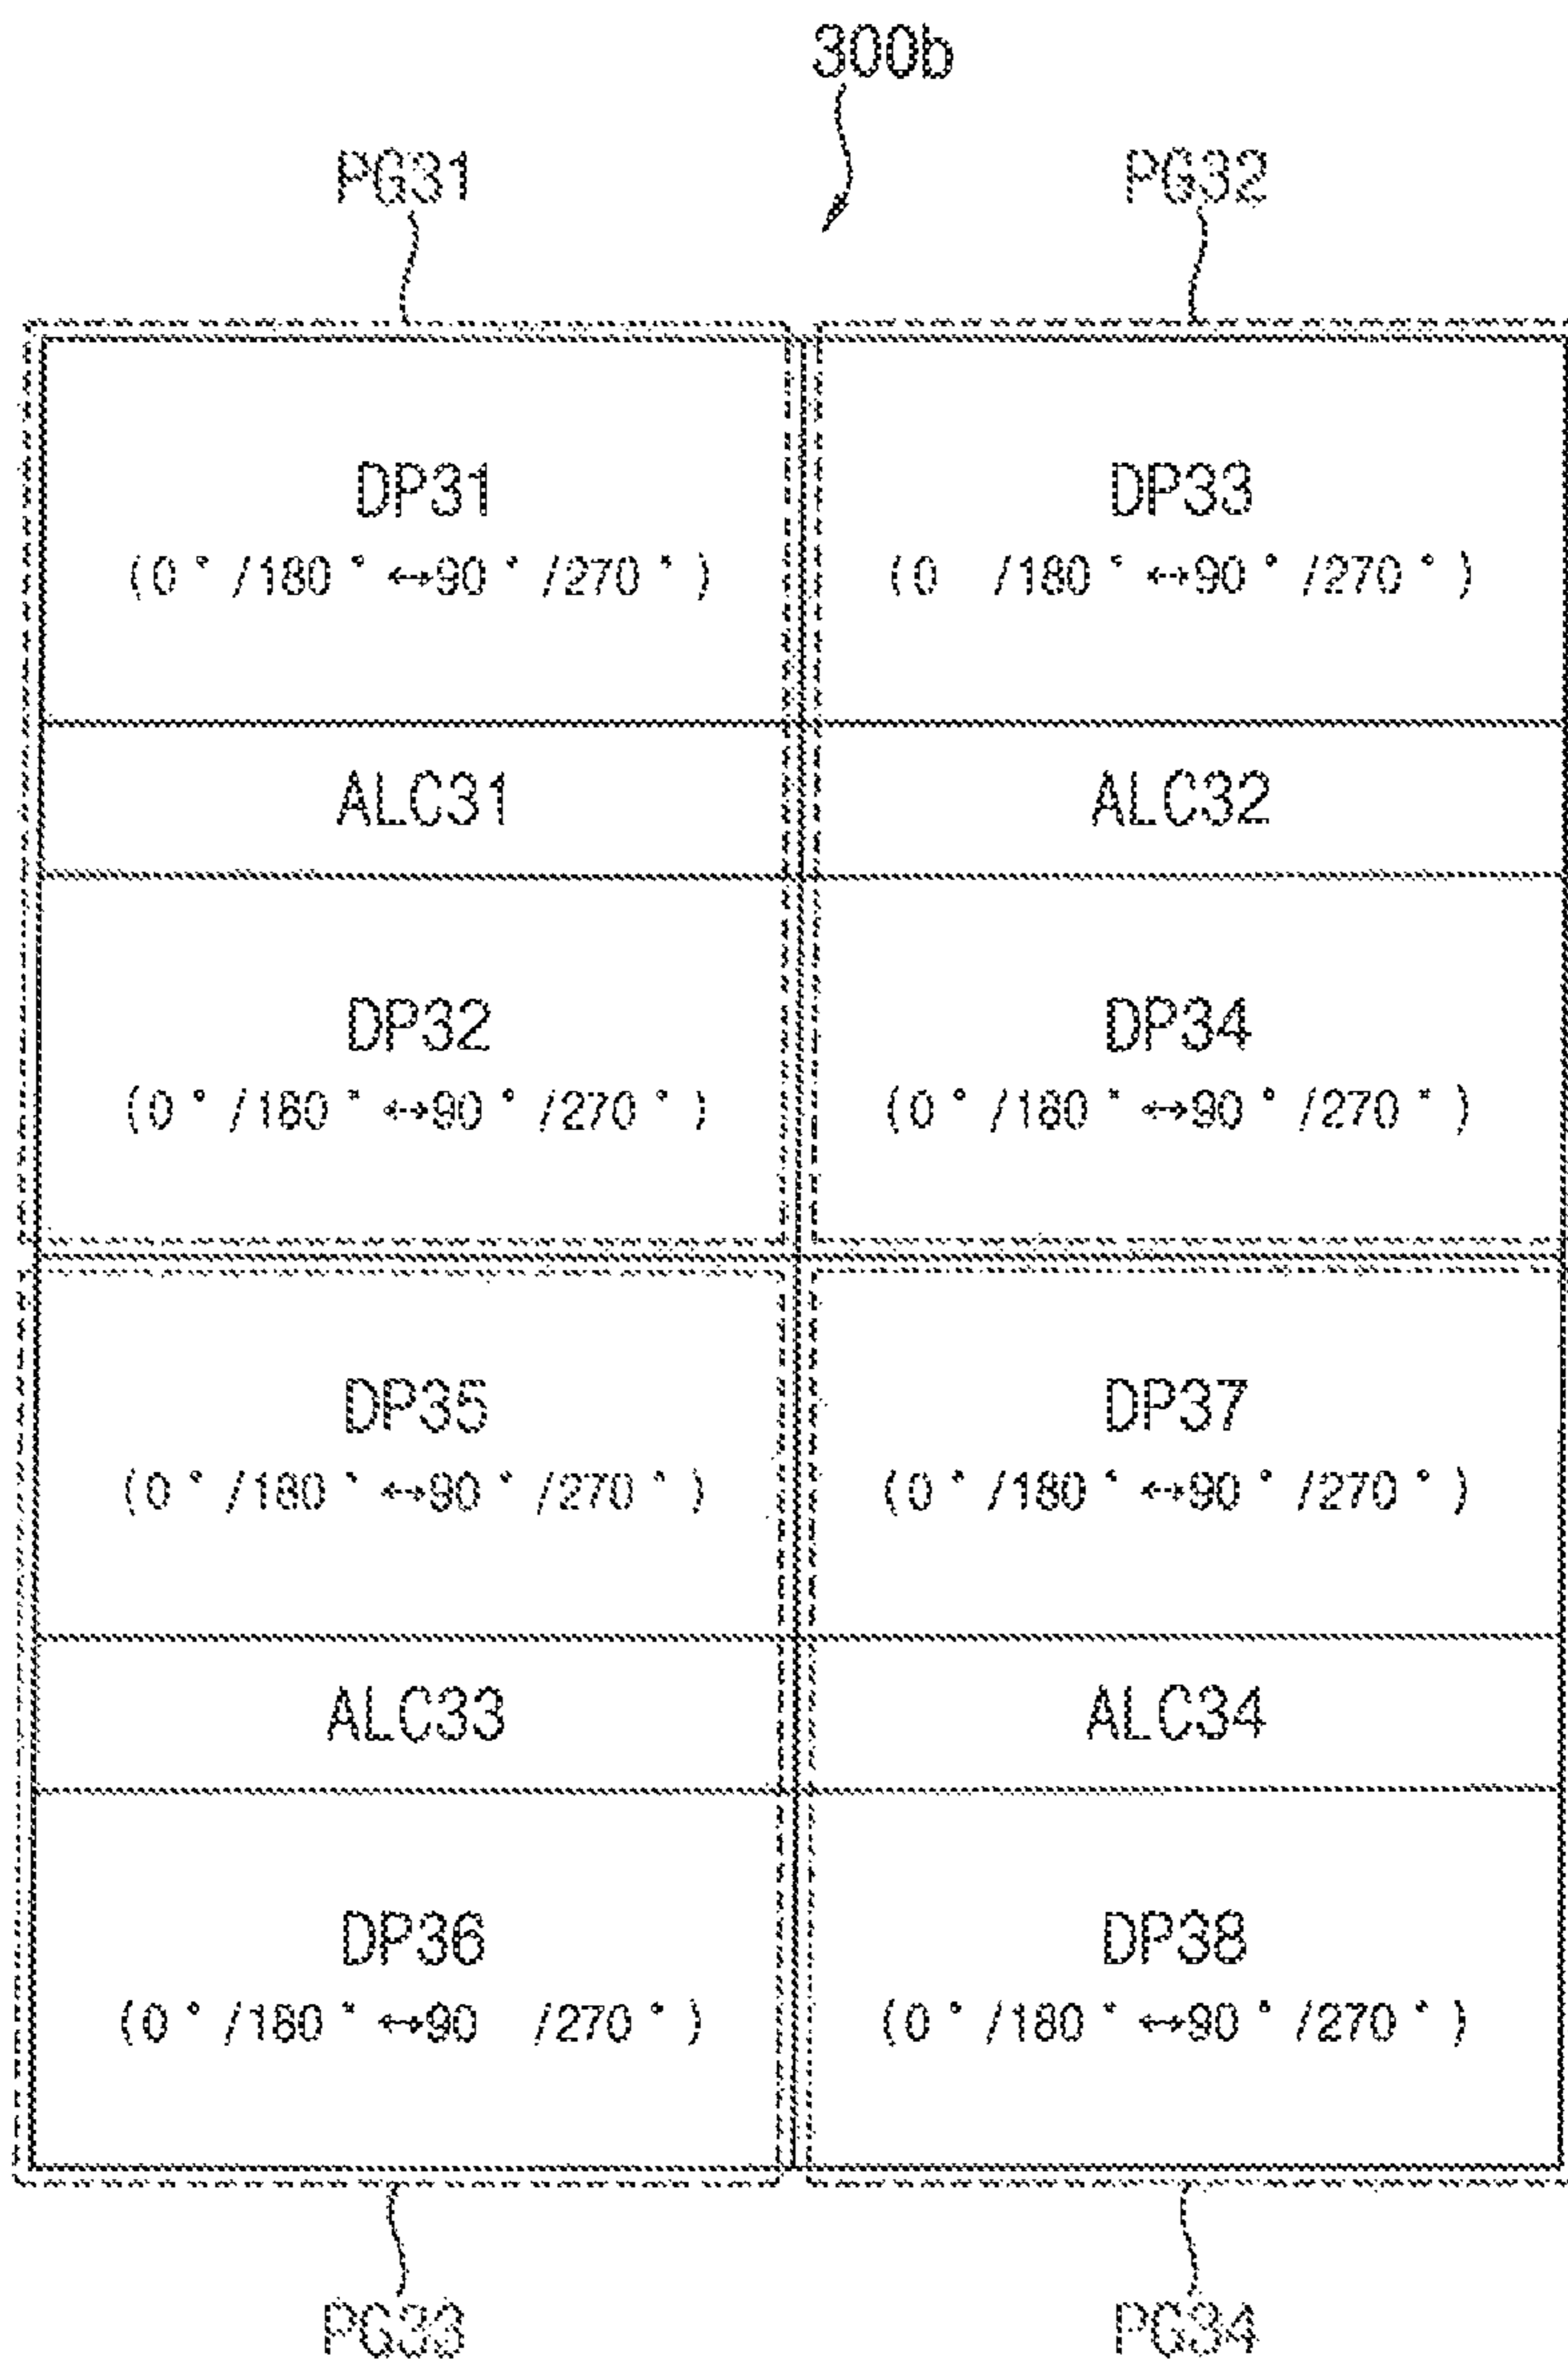 300b
PG31 PG32
DP31 DP33
(0°/180°↔90°/270°) (0 /180°↔90°/270°)
ALC31 ALC32
DP32 DP34
(0°/180°↔90°/270°) (0°/180°↔90°/270°)
DP35 DP37
(0°/180°↔90°/270°) (0°/180°↔90°/270°)
ALC33 ALC34
DP36 DP38
(0°/180°↔90 /270°) (0°/180°↔90°/270°)
PG33 PG34